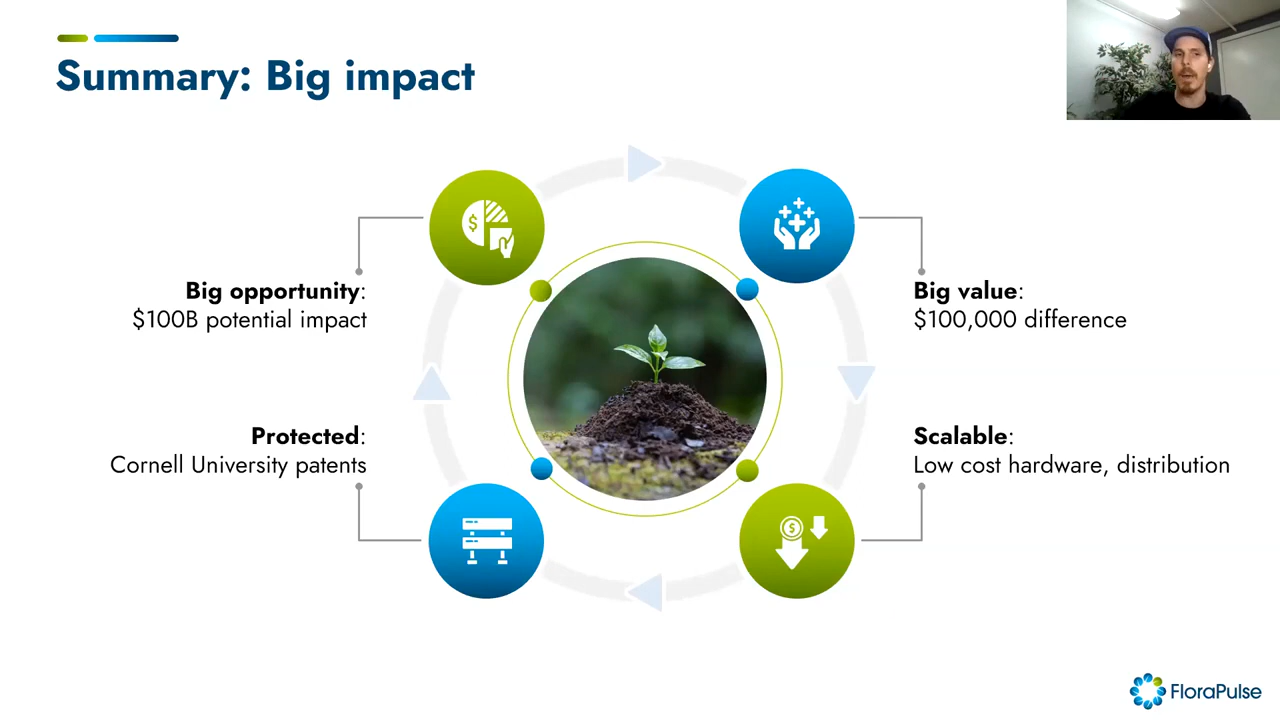 Summary: Big impact
Big opportunity:
$100B potential impact
Big value:
$100,000 difference
Protected:
Cornell University patents
Scalable:
Low cost hardware, distribution
$
$
FloraPulse